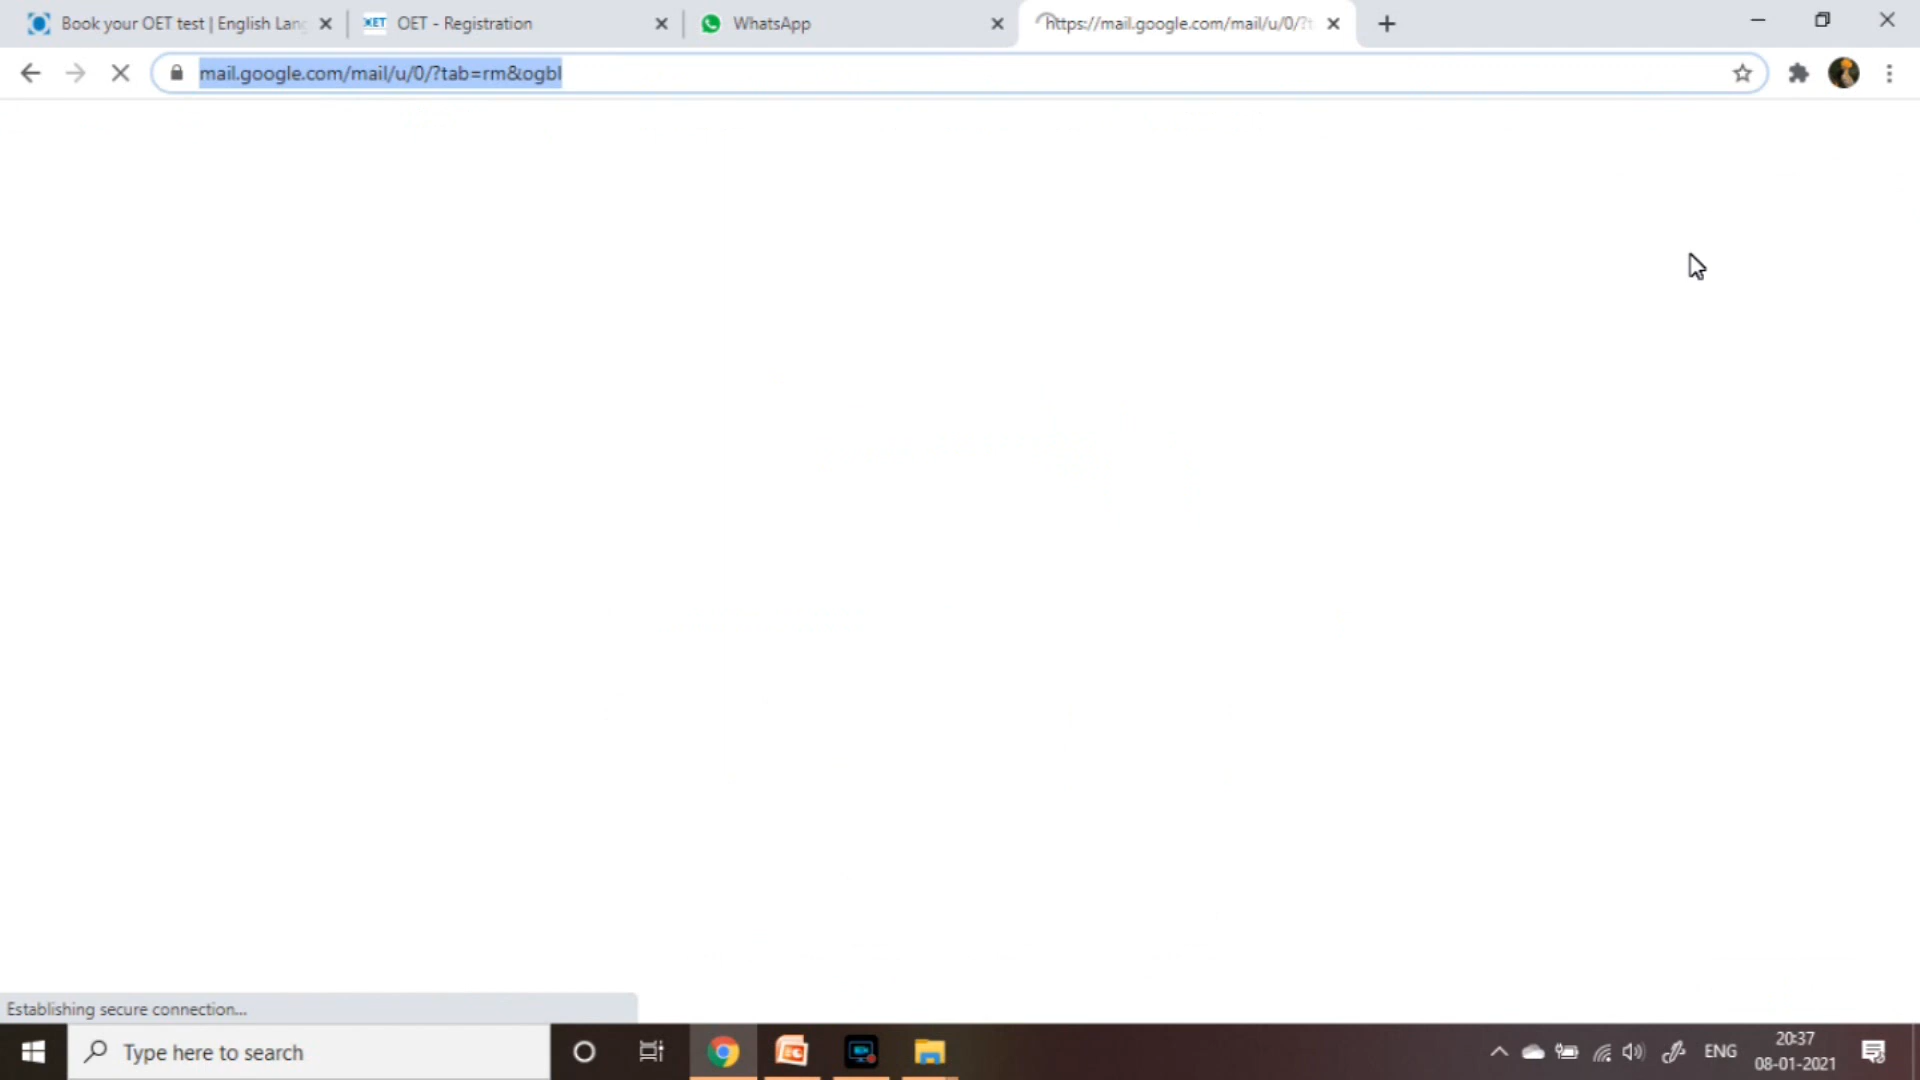 Book your OET test | English Lan
OET - Registration
WhatsApp
https://mail.google.com/mail/u/0/?t
mail.google.com/mail/u/0/?tab=rm&ogbl
Establishing secure connection...
Type here to search
ENG
20:37
08-01-2021